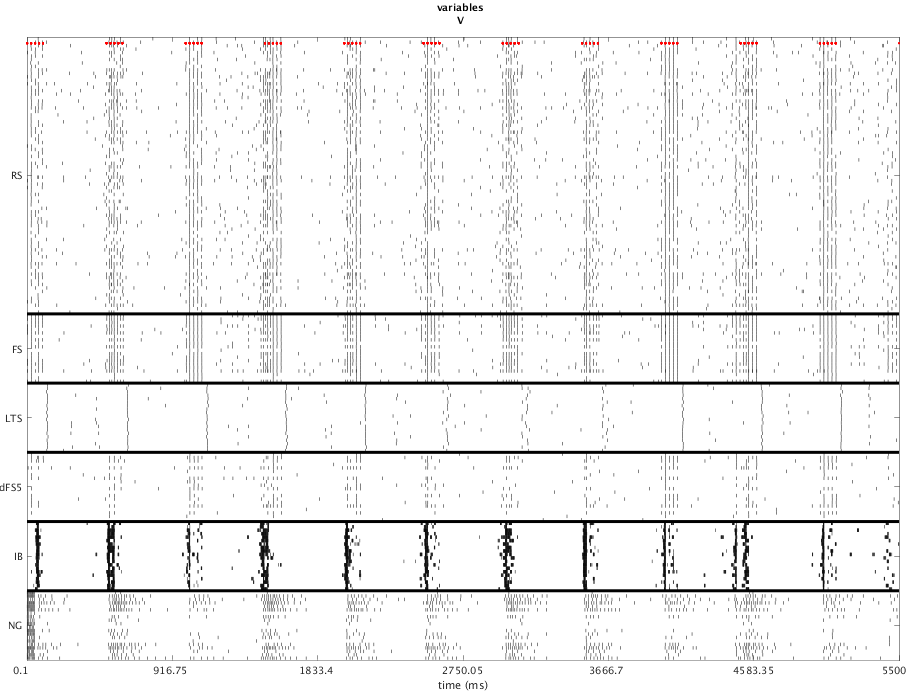 variables
V
RS
FS
LTS
dFS5
IB
NG
0.1
916.75
1833.4
2750.05
3666.7
4583.35
5500
time (ms)